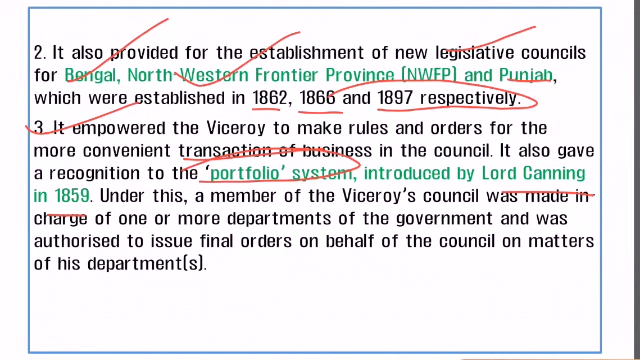 2. It also provided for the establishment of new legislative councils
for Bengal, North-Western Frontier Province (NWFP) and Punjab,
which were established in 1862, 1866 and 1897 respectively.
3. It empowered the Viceroy to make rules and orders for the
more convenient transaction of business in the council. It also gave
a recognition to the ‘portfolio’ system, introduced by Lord Canning
in 1859. Under this, a member of the Viceroy's council was made in
charge of one or more departments of the government and was
authorised to issue final orders on behalf of the council on matters
of his department(s).